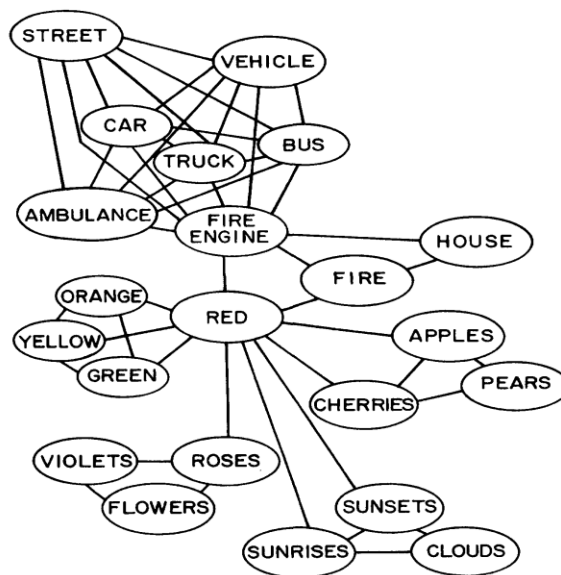 STREET
VEHICLE
CAR
TRUCK
BUS
AMBULANCE
FIRE
ENGINE
HOUSE
FIRE
ORANGE
RED
YELLOW
GREEN
APPLES
PEARS
CHERRIES
VIOLETS
ROSES
FLOWERS
SUNSETS
SUNRISES
CLOUDS